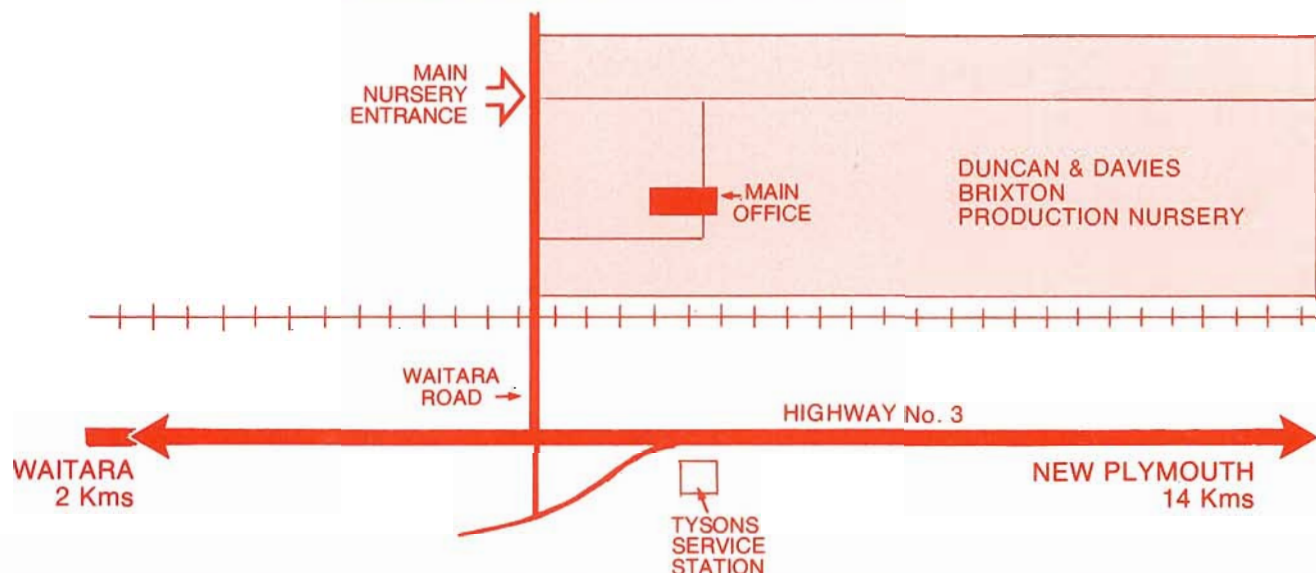 MAIN
NURSERY
ENTRANCE
MAIN
OFFICE
DUNCAN & DAVIES
BRIXTON
PRODUCTION NURSERY
WAITARA
ROAD
HIGHWAY No. 3
WAITARA
2 Kms
NEW PLYMOUTH
14 Kms
TYSONS
SERVICE
STATION